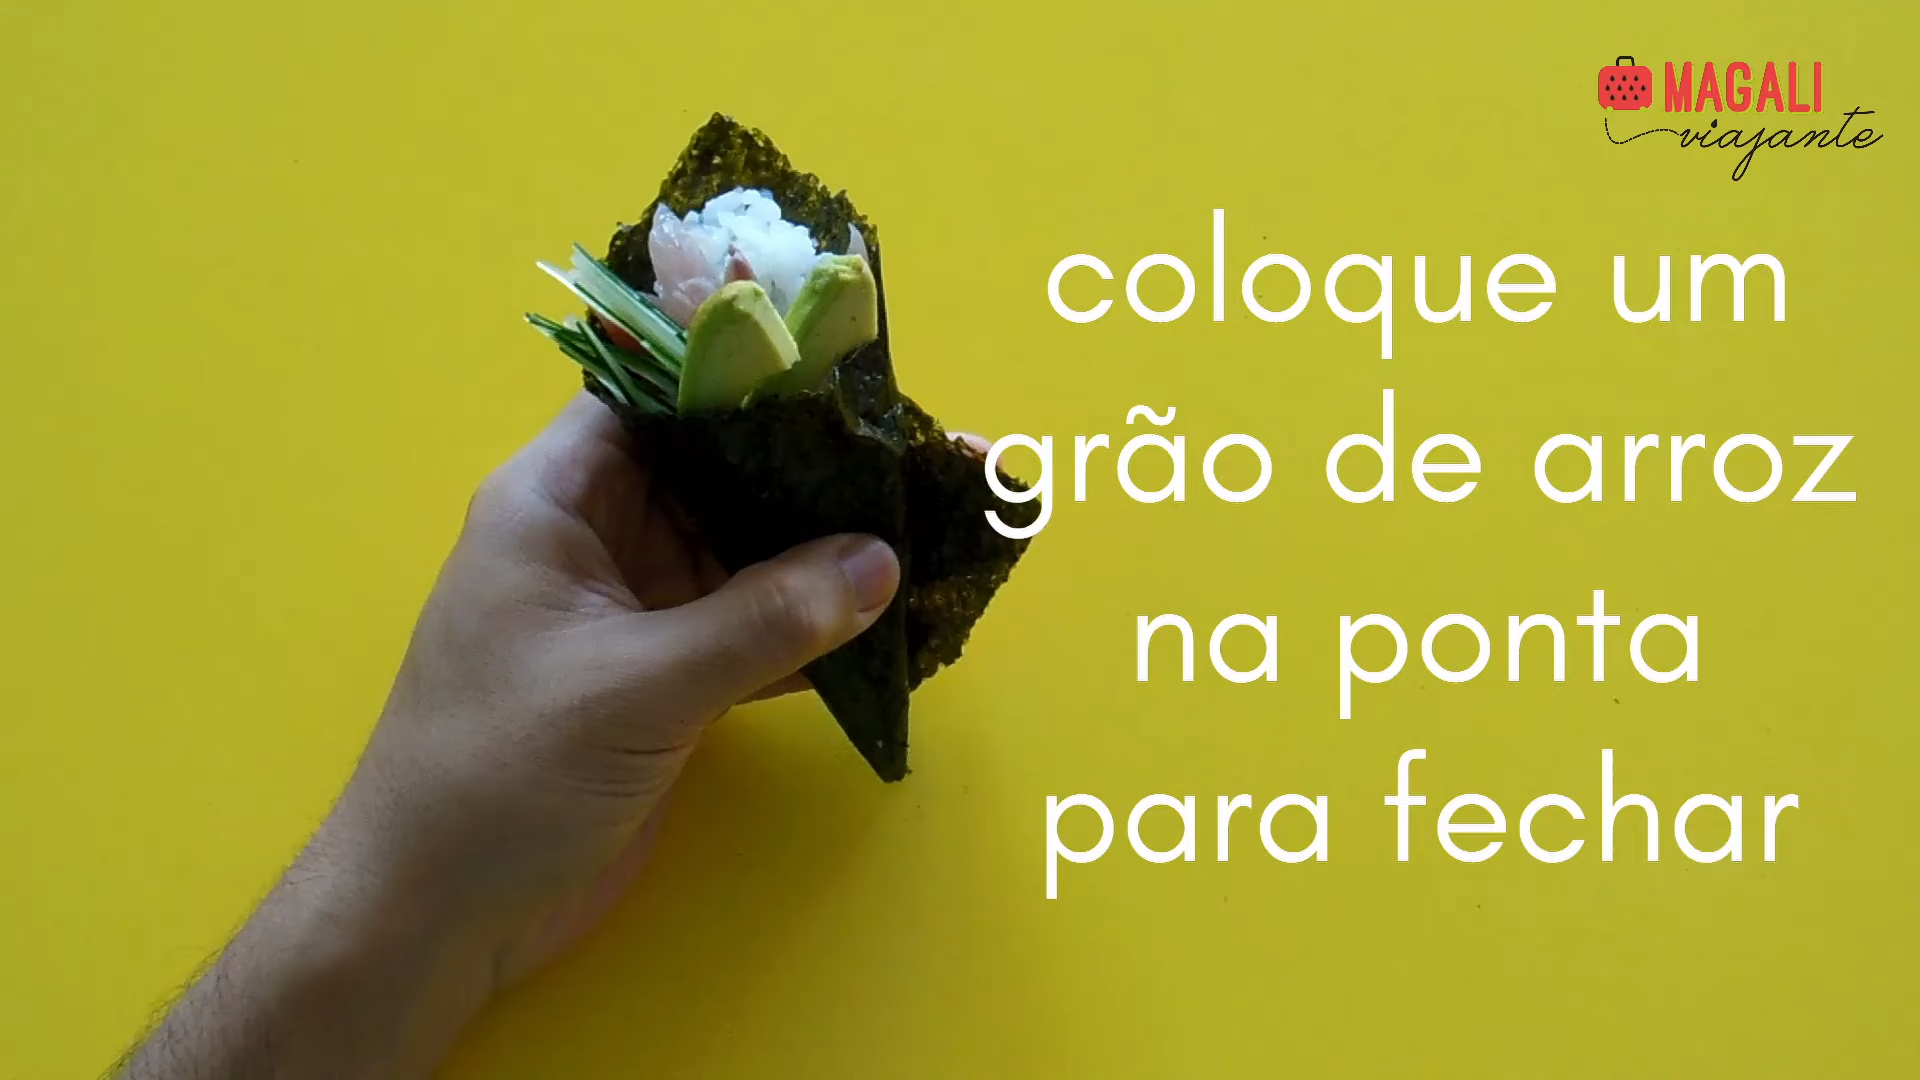 MAGALI
viajante
coloque um
grão de arroz
na ponta
para fechar